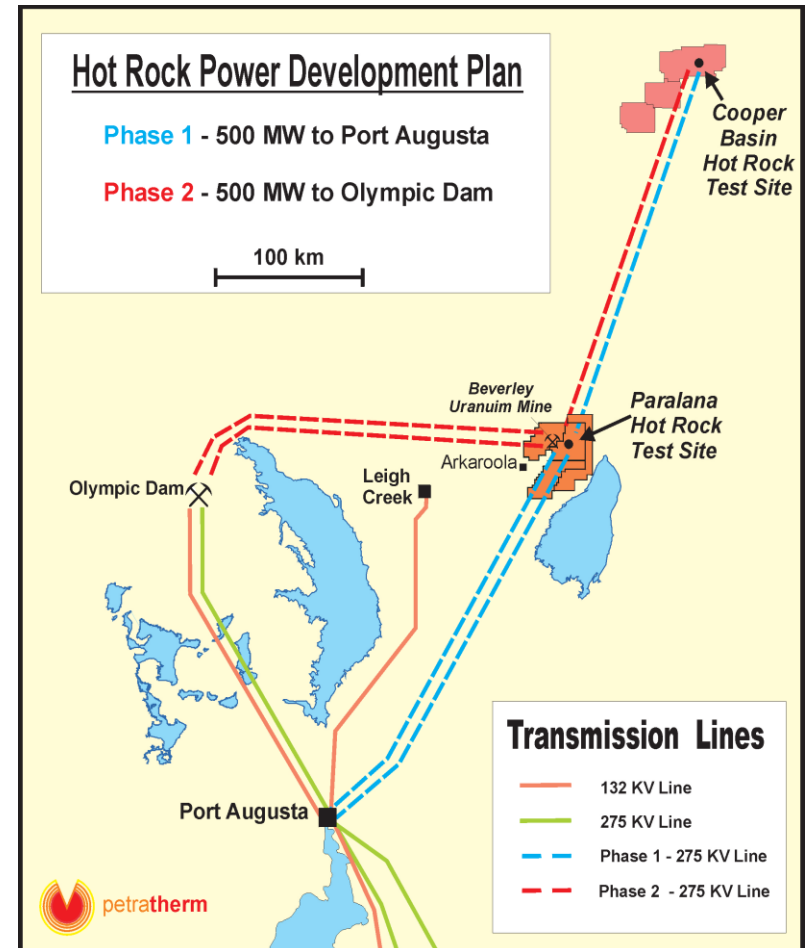 Hot Rock Power Development Plan
Phase 1 - 500 MW to Port Augusta
Phase 2 - 500 MW to Olympic Dam
100 km
Cooper
Basin
Hot Rock
Test Site
Beverley
Uranuim Mine
Paralana
Hot Rock
Test Site
Arkaroola
Leigh
Creek
Olympic Dam
Port Augusta
Transmission Lines
132 KV Line
275 KV Line
Phase 1 - 275 KV Line
Phase 2 - 275 KV Line
petratherm